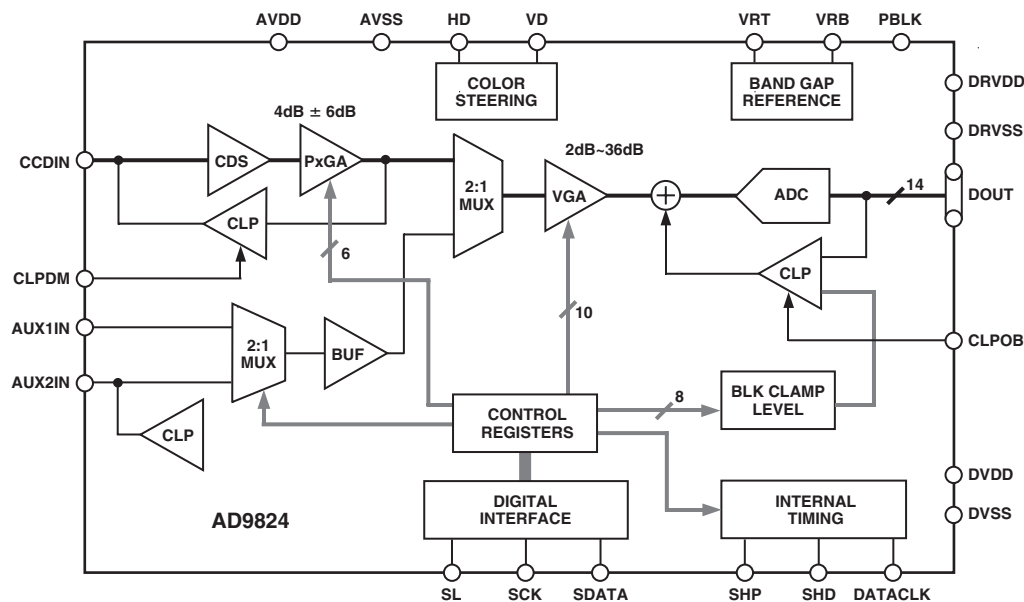 AVDD AVSS HD VD VRT VRB PBLK
COLOR
STEERING
BAND GAP
REFERENCE
DRVDD
DRVSS
4dB ± 6dB
2dB~36dB
CCDIN
CDS
PxGA
2:1
MUX
VGA
ADC
14
DOUT
CLP
6
CLP
CLPDM
10
AUX1IN
2:1
MUX
BUF
CLPOB
AUX2IN
CLP
8
BLK CLAMP
LEVEL
CONTROL
REGISTERS
DVDD
DIGITAL
INTERFACE
INTERNAL
TIMING
DVSS
AD9824
SL SCK SDATA SHP SHD DATACLK